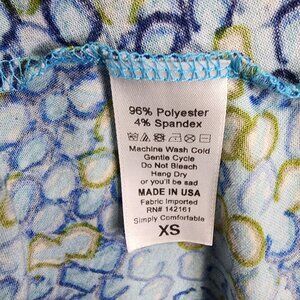 96% Polyester
4% Spandex
Machine Wash Cold
Gentle Cycle
Do Not Bleach
Hang Dry
or you'll be sad
MADE IN USA
Fabric Imported
RN# 142161
Simply Comfortable
XS